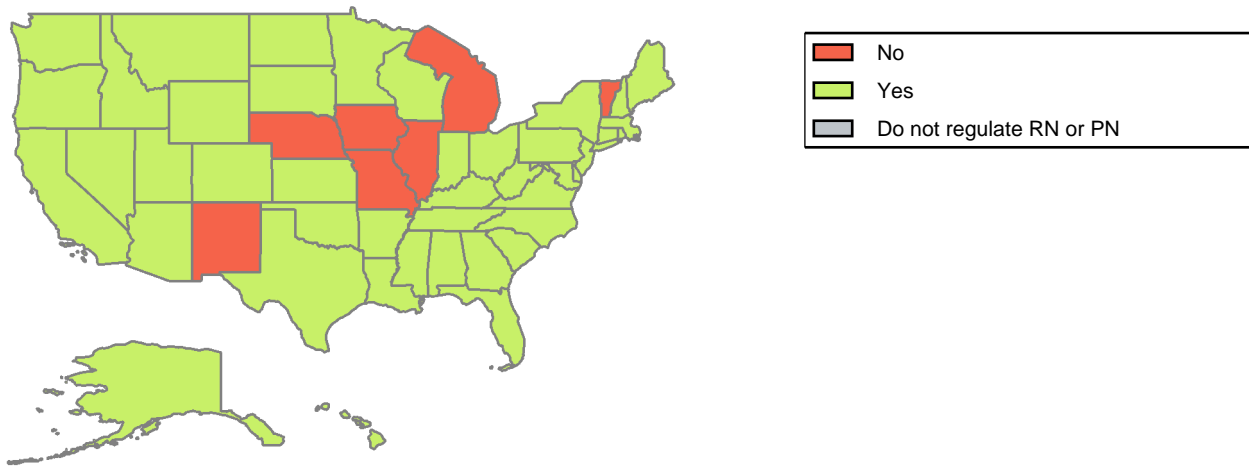 No
Yes
Do not regulate RN or PN